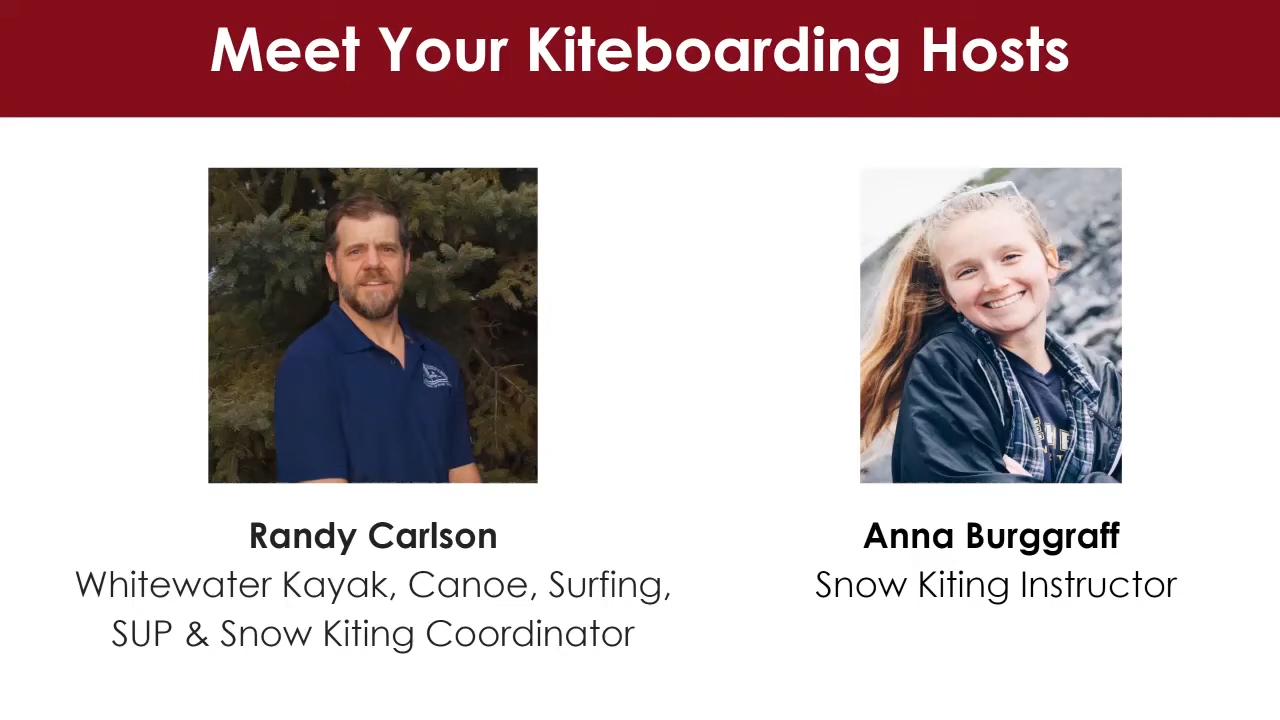 Meet Your Kiteboarding Hosts
Randy Carlson
Whitewater Kayak, Canoe, Surfing,
SUP & Snow Kiting Coordinator
Anna Burggraff
Snow Kiting Instructor